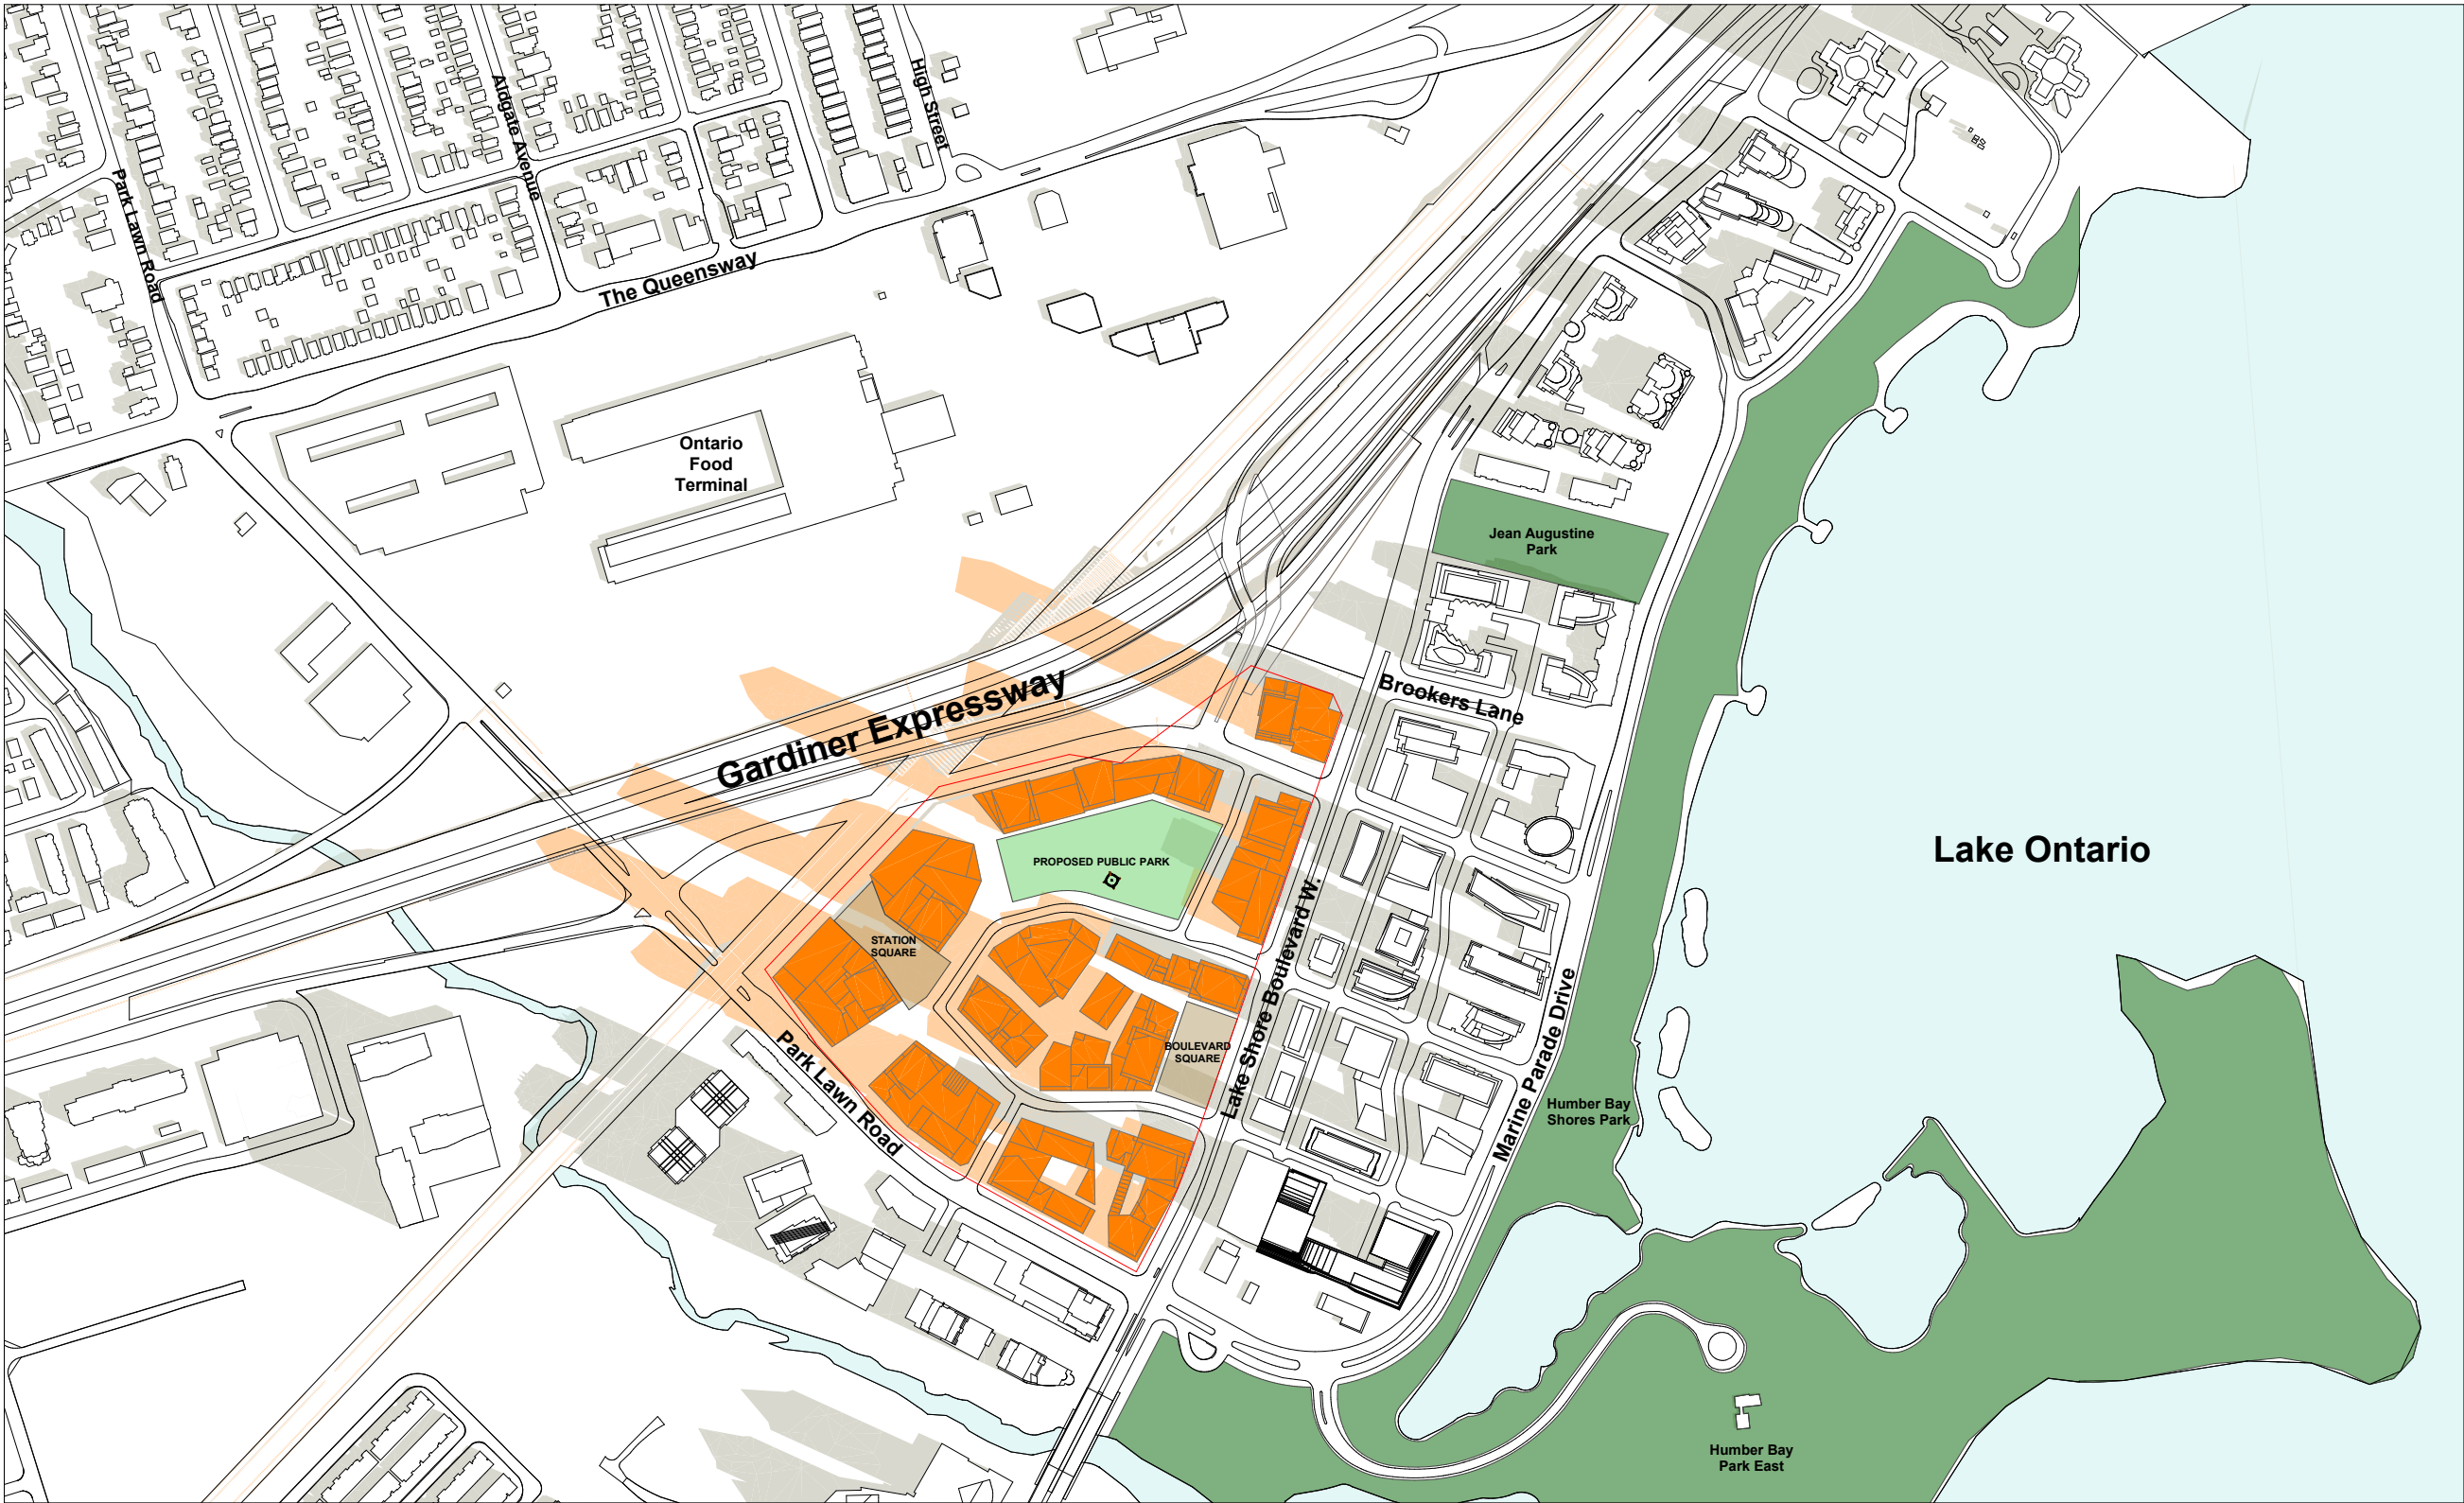 High Street
Aldgate Avenue
Park Lawn Road
The Queensway
Ontario
Food
Terminal
Jean Augustine
Park
Gardiner Expressway
Brookers Lane
Lake Ontario
PROPOSED PUBLIC PARK
STATION
SQUARE
Lake Shore Boulevard W.
BOULEVARD
SQUARE
Marine Parade Drive
Park Lawn Road
Humber Bay
Shores Park
Humber Bay
Park East